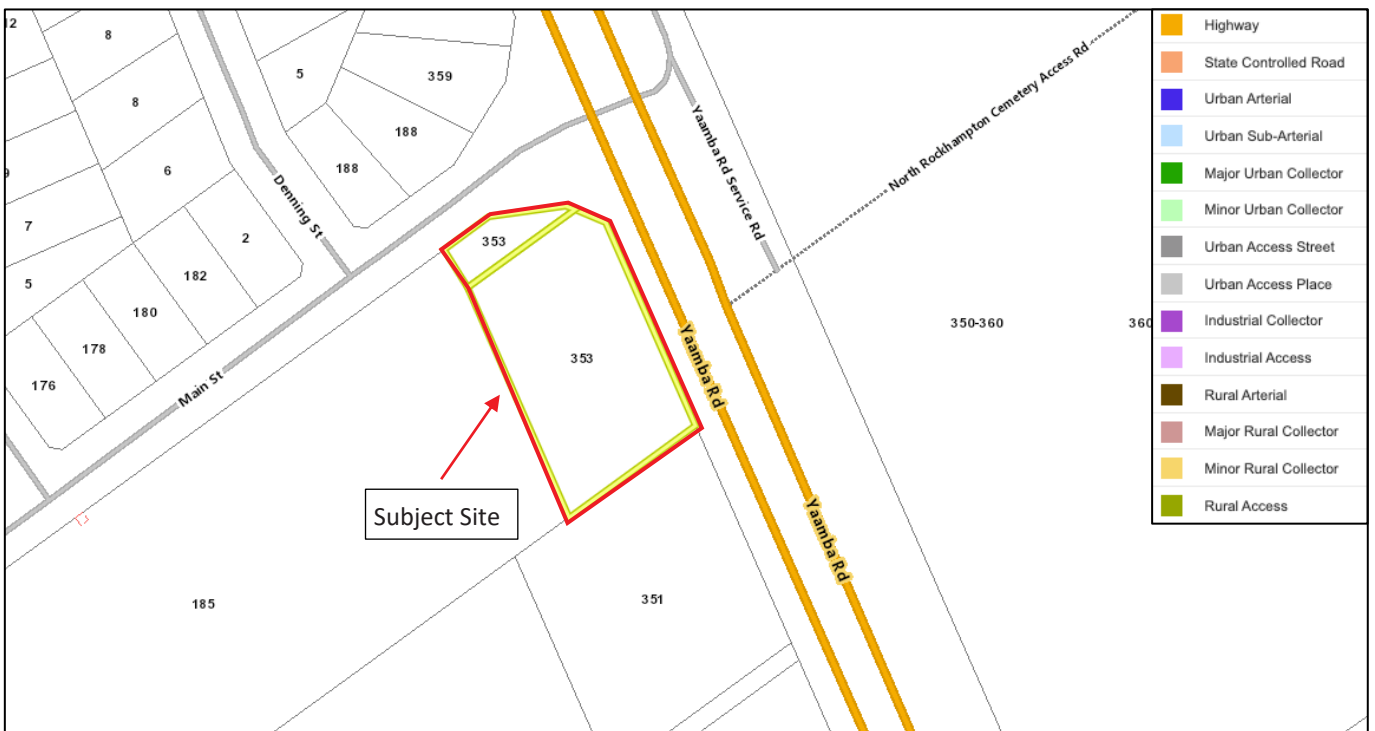 12
8
8
9
6
7
5
2
182
180
178
176
5
359
188
188
Denning St
Main St
353
353
Subject Site
185
351
Yaamba Rd Service Rd
North Rockhampton Cemetery Access Rd
Yaamba Rd
Yaamba Rd
350-360
360
Highway
State Controlled Road
Urban Arterial
Urban Sub-Arterial
Major Urban Collector
Minor Urban Collector
Urban Access Street
Urban Access Place
Industrial Collector
Industrial Access
Rural Arterial
Major Rural Collector
Minor Rural Collector
Rural Access